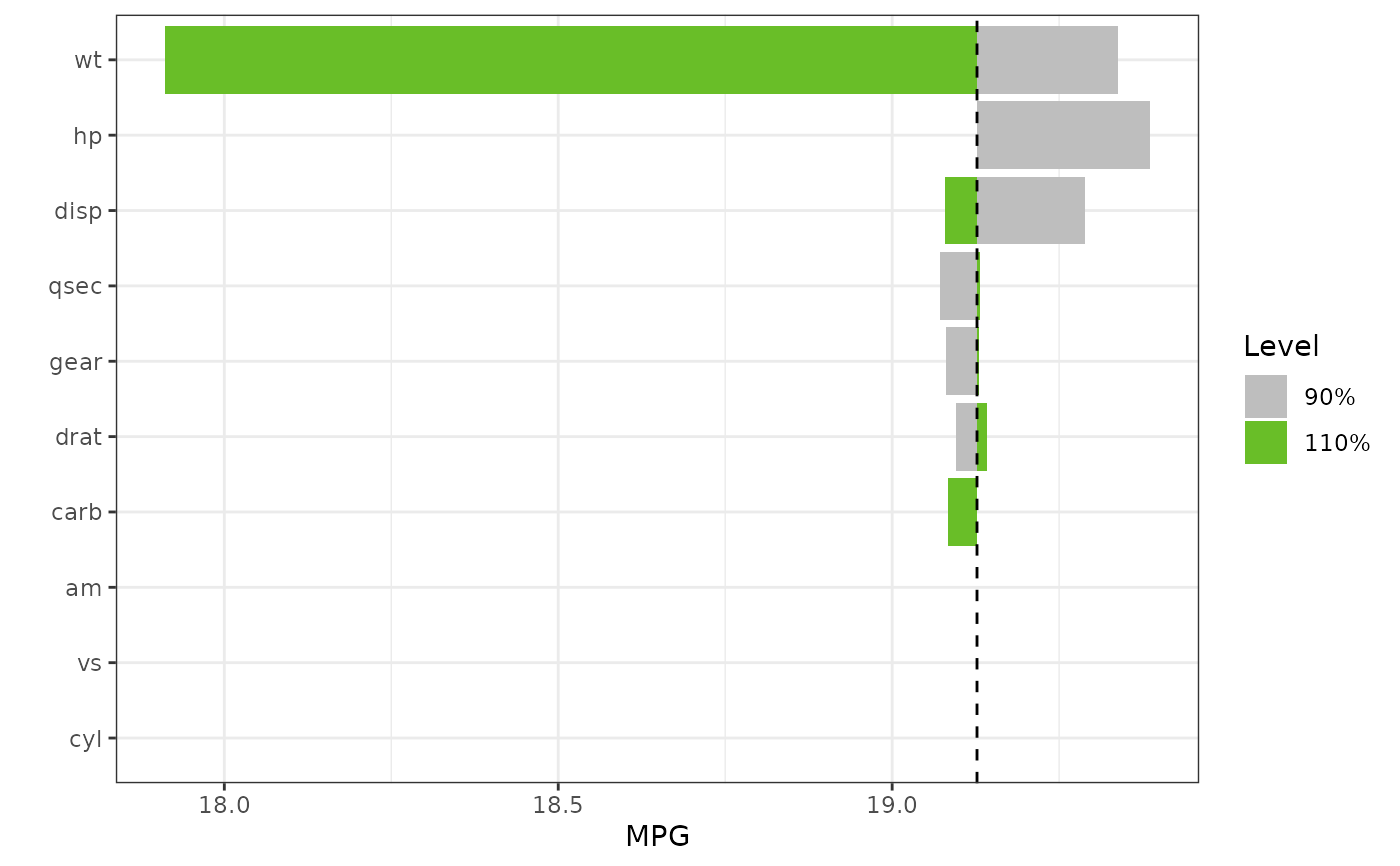 wt
hp
disp
qsec
gear
drat
carb
am
vs
cyl
18.0 18.5 19.0
MPG
Level
90%
110%